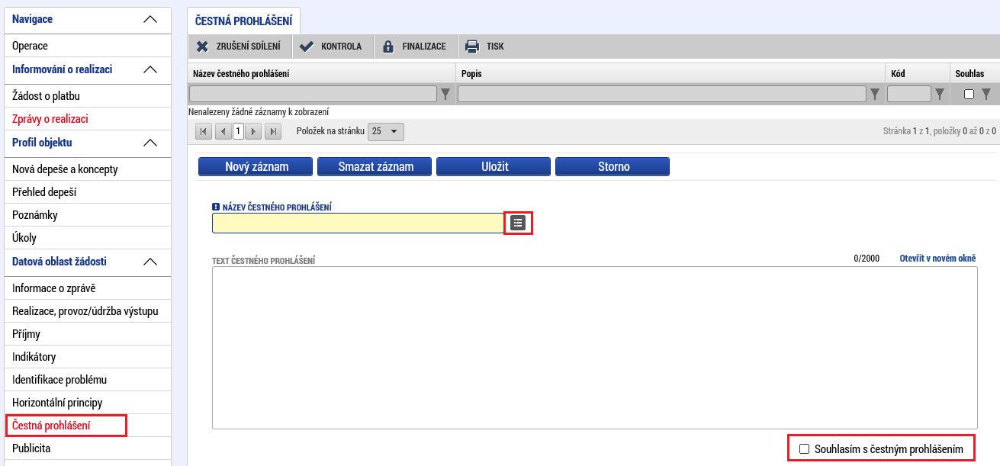 Navigace
Operace
Informování o realizaci
Žádost o platbu
Zprávy o realizaci
Profil objektu
Nová depeše a koncepty
Přehled depeší
Poznámky
Úkoly
Datová oblast žádosti
Informace o zprávě
Realizace, provoz/údržba výstupu
Příjmy
Indikátory
Identifikace problému
Horizontální principy
Čestná prohlášení
Publicita
ČESTNÁ PROHLÁŠENÍ
ZRUŠENÍ SDÍLENÍ KONTROLA FINALIZACE TISK
Název čestného prohlášení Popis Kód Souhlas
Nenalezeny žádné záznamy k zobrazení
1 Položek na stránku 25 Stránka 1 z 1, položky 0 až 0 z 0
Nový záznam Smazat záznam Uložit Storno
NÁZEV ČESTNÉHO PROHLÁŠENÍ
TEXT ČESTNÉHO PROHLÁŠENÍ 0/2000 Otevřít v novém okně
Souhlasím s čestným prohlášením